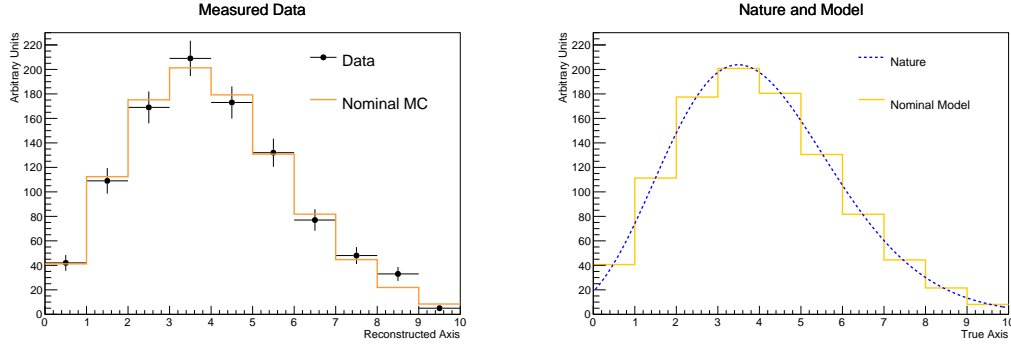 Measured Data
Arbitrary Units
220
200
180
160
140
120
100
80
60
40
20
0
Data
Nominal MC
0 1 2 3 4 5 6 7 8 9 10
Reconstructed Axis
Nature and Model
Arbitrary Units
220
200
180
160
140
120
100
80
60
40
20
0
Nature
Nominal Model
0 1 2 3 4 5 6 7 8 9 10
True Axis